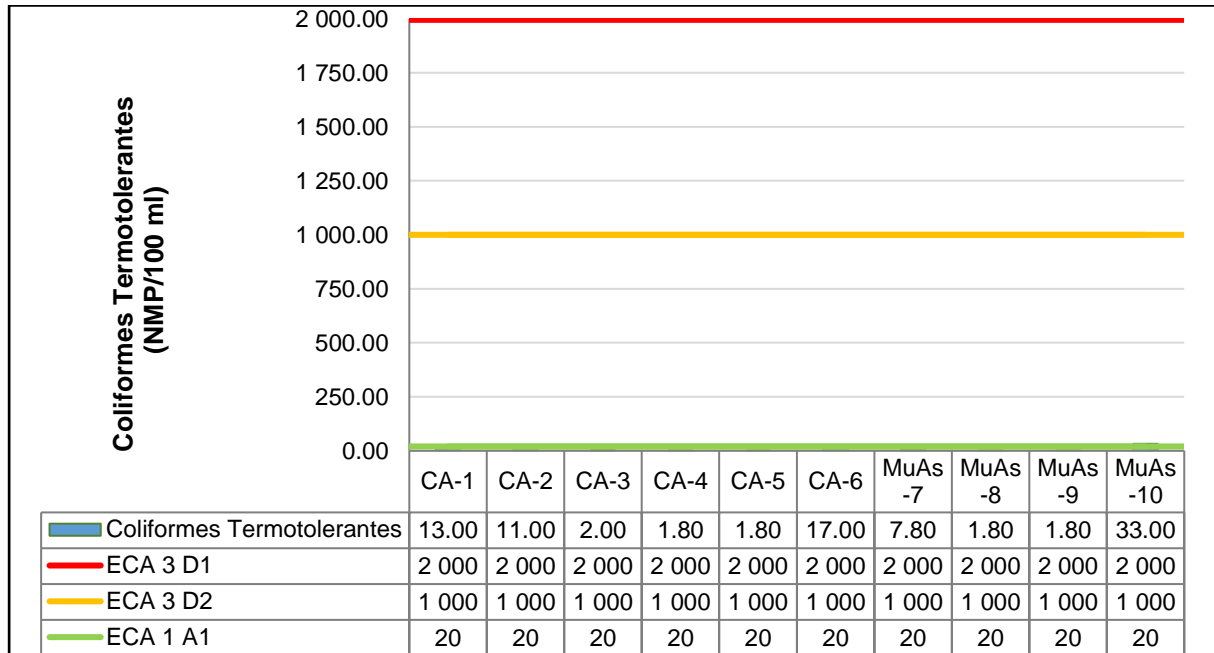 Coliformes Termotolerantes
(NMP/100 ml)
2 000.00
1 750.00
1 500.00
1 250.00
1 000.00
750.00
500.00
250.00
0.00
CA-1 CA-2 CA-3 CA-4 CA-5 CA-6 MuAs MuAs MuAs MuAs
-7 -8 -9 -10
Coliformes Termotolerantes 13.00 11.00 2.00 1.80 1.80 17.00 7.80 1.80 1.80 33.00
ECA 3 D1 2 000 2 000 2 000 2 000 2 000 2 000 2 000 2 000 2 000 2 000
ECA 3 D2 1 000 1 000 1 000 1 000 1 000 1 000 1 000 1 000 1 000 1 000
ECA 1 A1 20 20 20 20 20 20 20 20 20 20